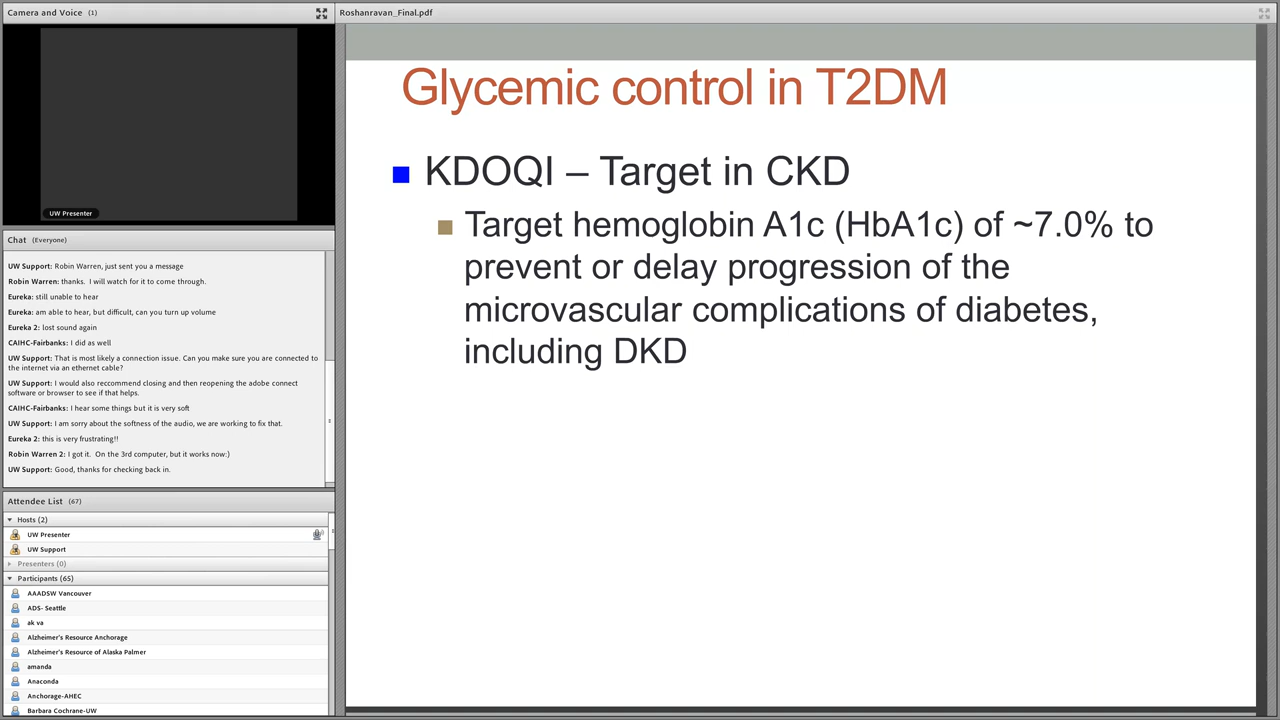 Camera and Voice (1)
Roshanravan_Final.pdf
UW Presenter
Chat (Everyone)
UW Support: Robin Warren, just sent you a message
Robin Warren: thanks.  I will watch for it to come through.
Eureka: still unable to hear
Eureka: am able to hear, but difficult, can you turn up volume
Eureka 2: lost sound again
CAIHC-Fairbanks: I did as well
UW Support: That is most likely a connection issue. Can you make sure you are connected to
the internet via an ethernet cable?
UW Support: I would also reccommend closing and then reopening the adobe connect
software or browser to see if that helps.
CAIHC-Fairbanks: I hear some things but it is very soft
UW Support: I am sorry about the softness of the audio, we are working to fix that.
Eureka 2: this is very frustrating!!
Robin Warren 2: I got it.  On the 3rd computer, but it works now:)
UW Support: Good, thanks for checking back in.
Attendee List (67)
Hosts (2)
UW Presenter
UW Support
Presenters (0)
Participants (65)
AAADSW Vancouver
ADS- Seattle
ak va
Alzheimer's Resource Anchorage
Alzheimer's Resource of Alaska Palmer
amanda
Anaconda
Anchorage-AHEC
Barbara Cochrane-UW
Glycemic control in T2DM
KDOQI – Target in CKD
Target hemoglobin A1c (HbA1c) of ~7.0% to
prevent or delay progression of the
microvascular complications of diabetes,
including DKD